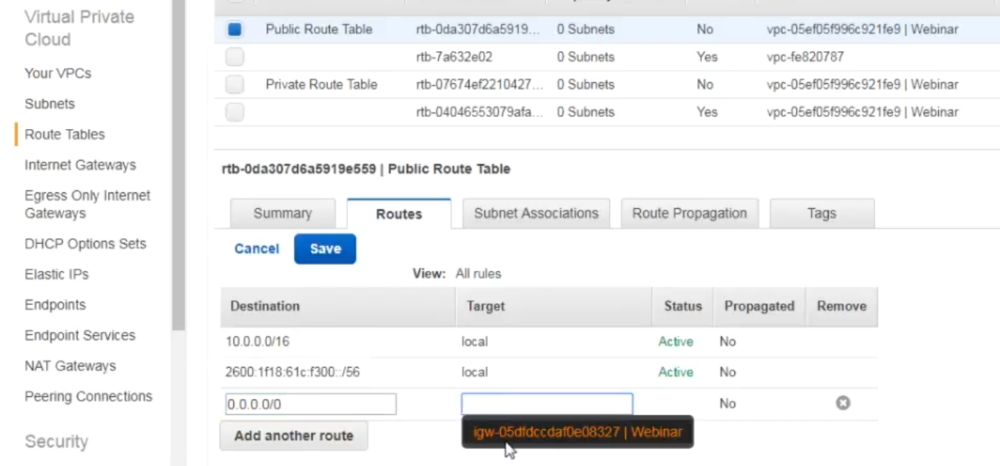 Virtual Private
Cloud
Your VPCs
Subnets
Route Tables
Internet Gateways
Egress Only Internet
Gateways
DHCP Options Sets
Elastic IPs
Endpoints
Endpoint Services
NAT Gateways
Peering Connections
Security
Public Route Table rtb-0da307d6a5919... 0 Subnets No vpc-05ef05f996c921fe9 | Webinar
rtb-7a632e02 0 Subnets Yes vpc-fe820787
Private Route Table rtb-07674ef2210427... 0 Subnets No vpc-05ef05f996c921fe9 | Webinar
rtb-04046553079afa... 0 Subnets Yes vpc-05ef05f996c921fe9 | Webinar
rtb-0da307d6a5919e559 | Public Route Table
Summary Routes Subnet Associations Route Propagation Tags
Cancel Save
View: All rules
Destination Target Status Propagated Remove
10.0.0.0/16 local Active No
2600:1f18:61c:f300::/56 local Active No
0.0.0.0/0 No
igw-05dfdccdaf0e08327 | Webinar
Add another route